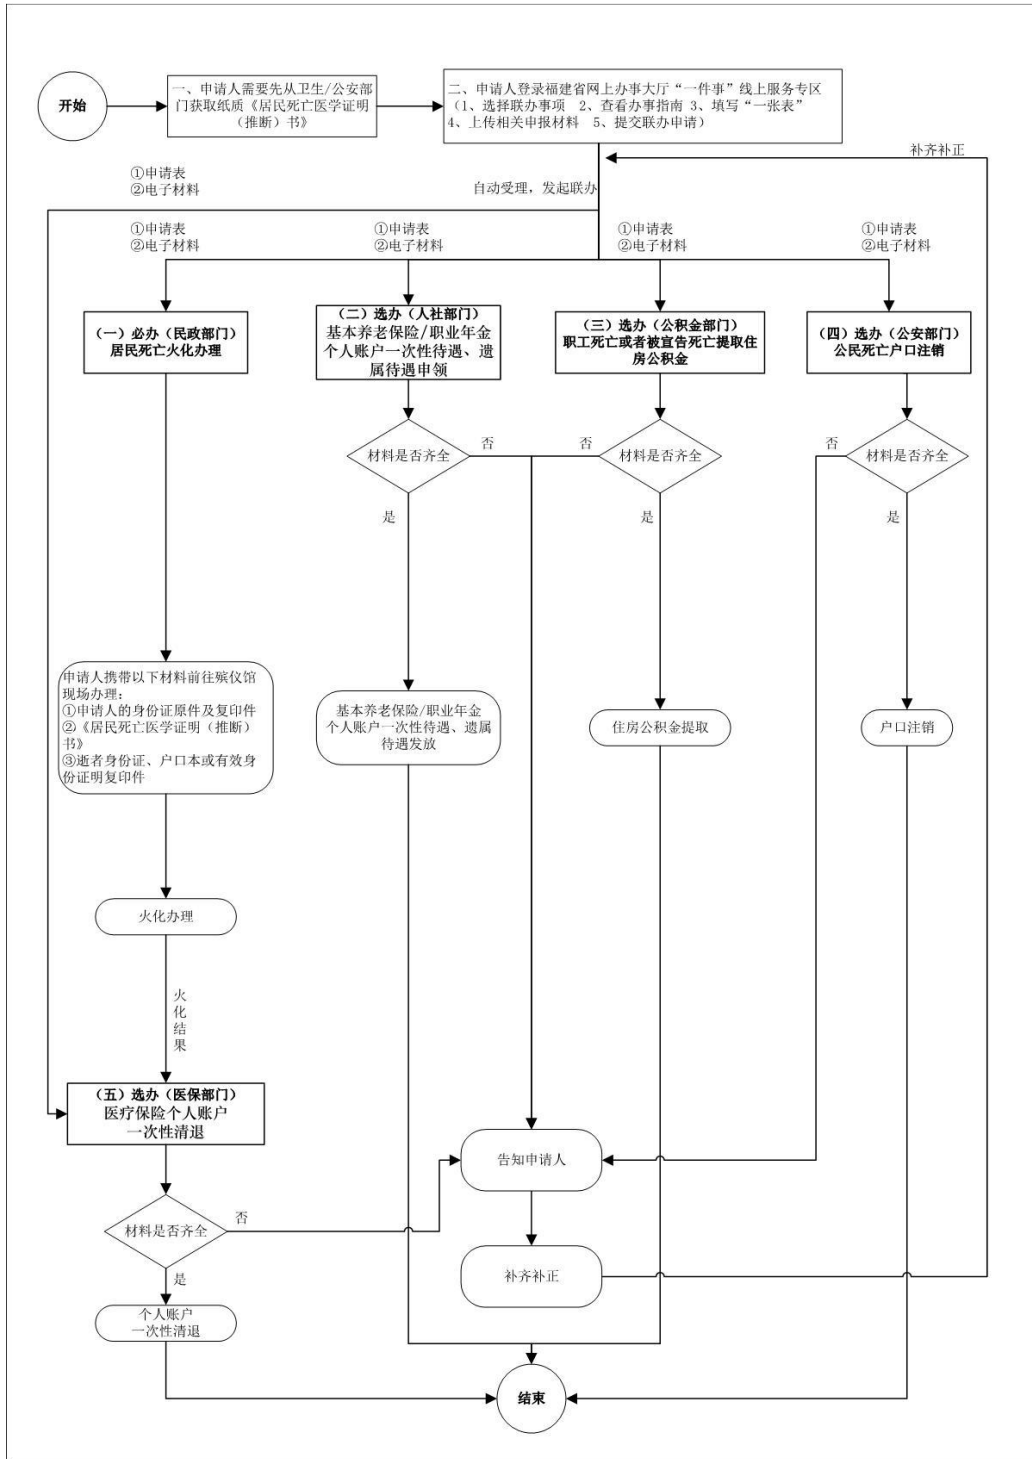 开始
一、申请人需要先从卫生/公安部
门获取纸质《居民死亡医学证明
（推断）书》
二、申请人登录福建省网上办事大厅“一件事”线上服务专区
（1、选择联办事项 2、查看办事指南 3、填写“一张表”
4、上传相关申报材料 5、提交联办申请）
补齐补正
①申请表
②电子材料
自动受理，发起联办
①申请表
②电子材料
①申请表
②电子材料
①申请表
②电子材料
①申请表
②电子材料
（一）必办（民政部门）
居民死亡火化办理
（二）选办（人社部门）
基本养老保险/职业年金
个人账户一次性待遇、遗
属待遇申领
（三）选办（公积金部门）
职工死亡或者被宣告死亡提取住
房公积金
（四）选办（公安部门）
公民死亡户口注销
材料是否齐全
否
否
材料是否齐全
否
材料是否齐全
是
是
是
申请人携带以下材料前往殡仪馆
现场办理：
①申请人的身份证原件及复印件
②《居民死亡医学证明（推断）
书》
③逝者身份证、户口本或有效身
份证明复印件
基本养老保险/职业年金
个人账户一次性待遇、遗属
待遇发放
住房公积金提取
户口注销
火化办理
火
化
结
果
（五）选办（医保部门）
医疗保险个人账户
一次性清退
告知申请人
材料是否齐全
否
补齐补正
是
个人账户
一次性清退
结束